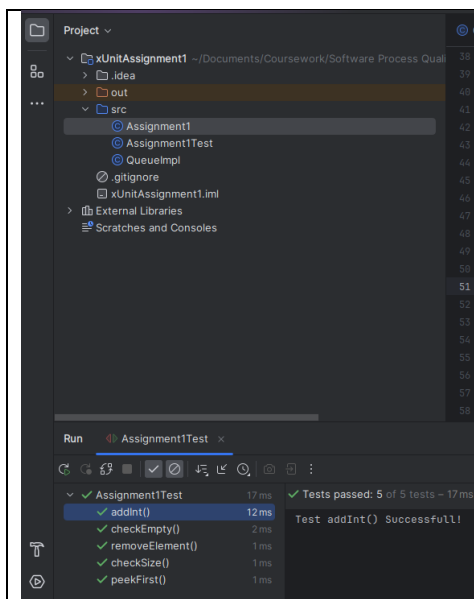 Project
xUnitAssignment1 ~/Documents/Coursework/Software Process Quali
.idea
out
src
Assignment1
Assignment1Test
QueueImpl
.gitignore
xUnitAssignment1.iml
External Libraries
Scratches and Consoles
38
39
40
41
42
43
44
45
46
47
48
49
50
51
52
53
54
55
56
57
58
Run Assignment1Test ×
Assignment1Test 17 ms
addInt() 12 ms
checkEmpty() 2 ms
removeElement() 1 ms
checkSize() 1 ms
peekFirst() 1 ms
Tests passed: 5 of 5 tests – 17 ms
Test addInt() Successfull!